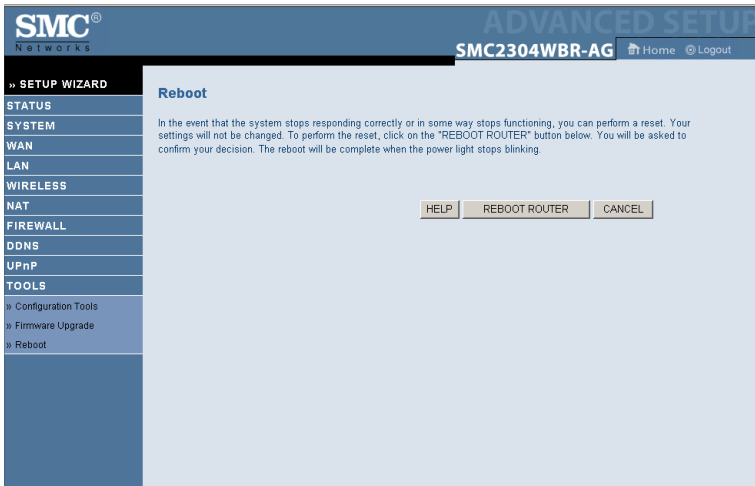 SMC®
Networks
ADVANCED SETUP
SMC2304WBR-AG
Home
Logout
» SETUP WIZARD
STATUS
SYSTEM
WAN
LAN
WIRELESS
NAT
FIREWALL
DDNS
UPnP
TOOLS
» Configuration Tools
» Firmware Upgrade
» Reboot
Reboot
In the event that the system stops responding correctly or in some way stops functioning, you can perform a reset. Your
settings will not be changed. To perform the reset, click on the "REBOOT ROUTER" button below. You will be asked to
confirm your decision. The reboot will be complete when the power light stops blinking.
HELP
REBOOT ROUTER
CANCEL